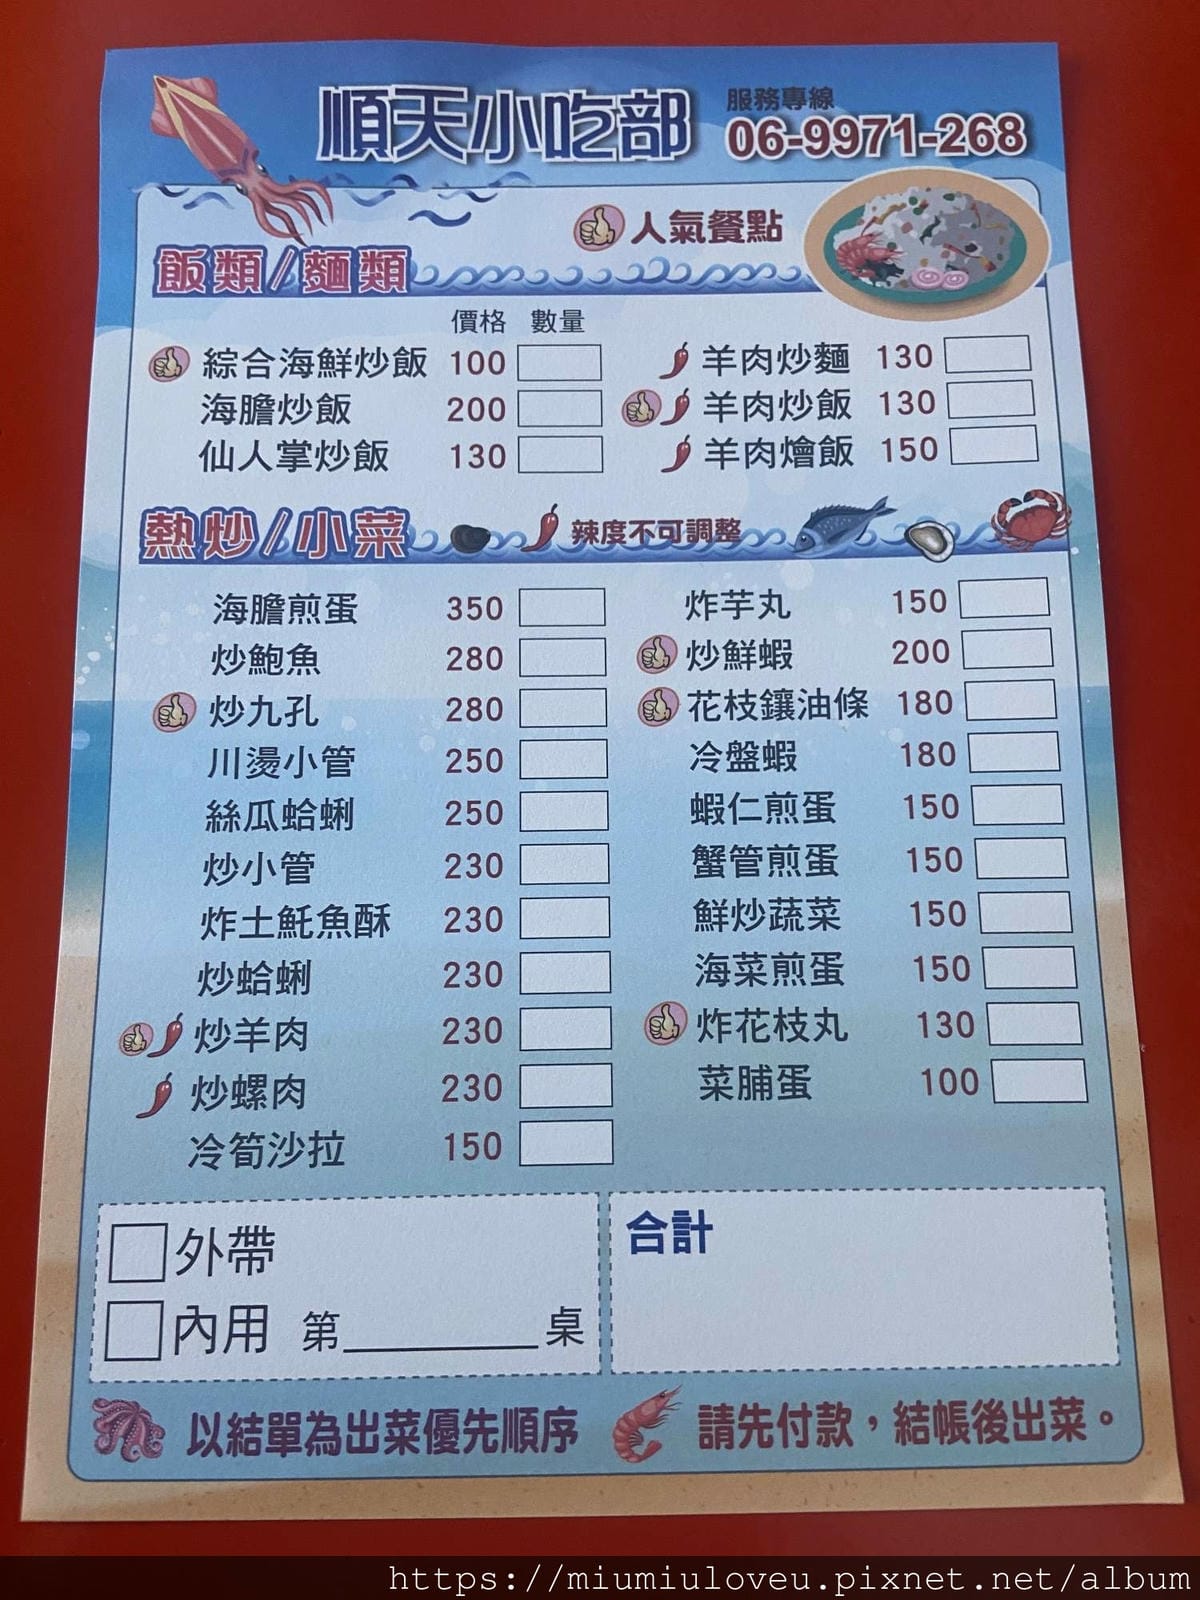 順天小吃部
服務專線
06-9971-268
人氣餐點
飯類/麵類
價格 數量
綜合海鮮炒飯 100
海膽炒飯 200
仙人掌炒飯 130
羊肉炒麵 130
羊肉炒飯 130
羊肉燴飯 150
熱炒/小菜
辣度不可調整
海膽煎蛋 350
炒鮑魚 280
炒九孔 280
川燙小管 250
絲瓜蛤蜊 250
炒小管 230
炸土魠魚酥 230
炒蛤蜊 230
炒羊肉 230
炒螺肉 230
冷筍沙拉 150
炸芋丸 150
炒鮮蝦 200
花枝鑲油條 180
冷盤蝦 180
蝦仁煎蛋 150
蟹管煎蛋 150
鮮炒蔬菜 150
海菜煎蛋 150
炸花枝丸 130
菜脯蛋 100
外帶
內用 第__________桌
合計
以結單為出菜優先順序
請先付款，結帳後出菜。
https://miumiuloveu.pixnet.net/album